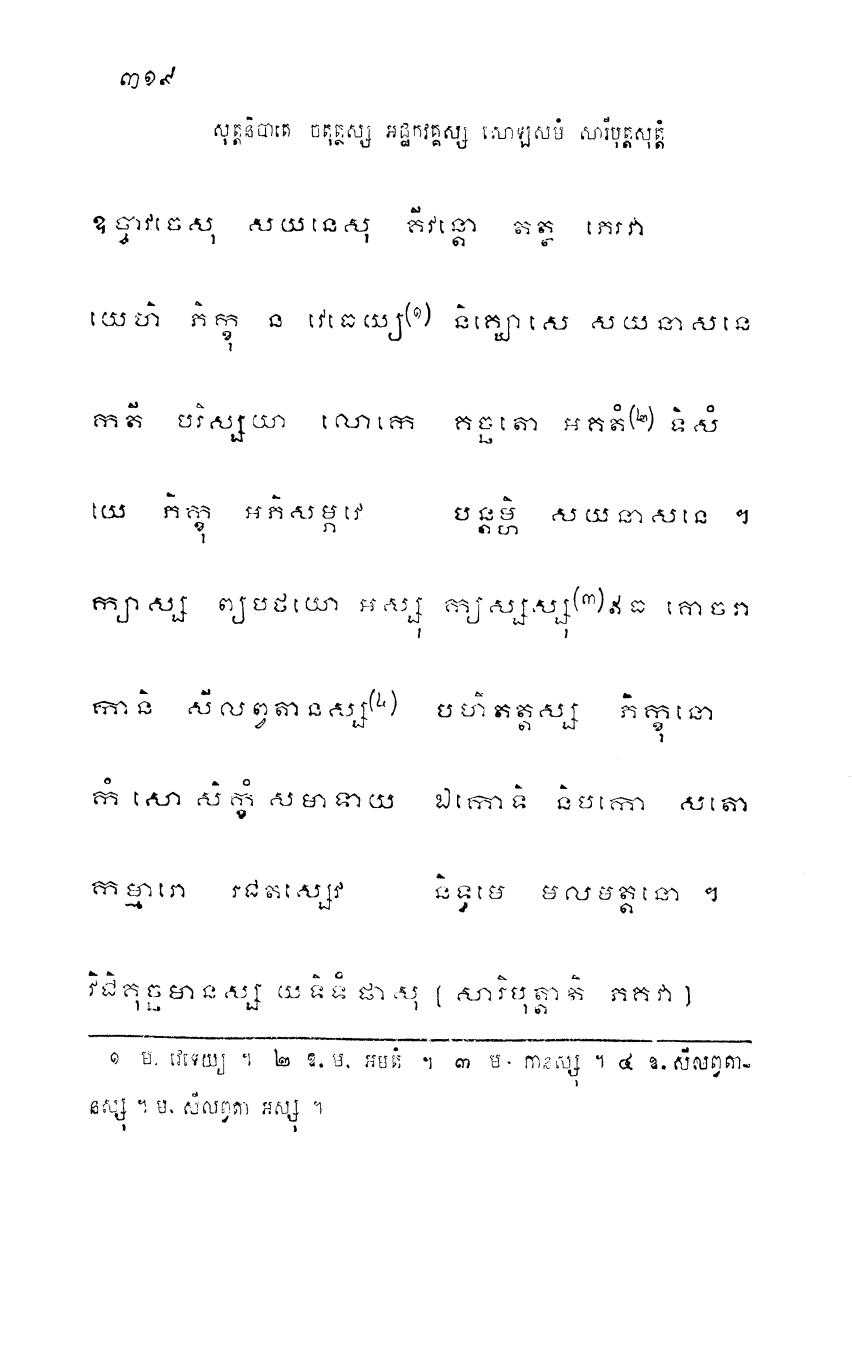 ៣១៩
សុត្តនិបាតេ ចតុត្ថស្ស អដ្ឋកវគ្គស្ស សោឡសមំ សារីបុត្តសុត្តំ
ឧច្ចាវចេសុ សយនេសុ គីវន្តោ តត្ថ ភេរវា
យេហិ ភិក្ខុ ន វេធេយ្យ(១) និគ្ឃោសេ សយនាសនេ
កតី បរិស្សយា លោកេ គច្ឆតោ អគតំ(២) ទិសំ
យេ ភិក្ខុ អភិសម្ភវេ បន្តម្ហិ សយនាសនេ ។
ក្យាស្ស ព្យបថយោ អស្សុ ក្យស្សស្សុ(៣)ឥធ គោចរា
កានិ សីលព្វតានស្ស(៤) បហិតត្តស្ស ភិក្ខុនោ
កំ សោ សិក្ខំ សមាទាយ ឯកោទិ និបកោ សតោ
កម្មារោ រជតស្សេវ និទ្ធមេ មលមត្តនោ ។
វិជិគុច្ឆមានស្ស យទិទំ ផាសុ [ សារិបុត្តាតិ ភគវា ]
១ ម. វេទេយ្យ ។ ២ ឱ. ម. អមតំ ។ ៣ ម. កានស្សុ ។ ៤ ឱ. សីលព្វតា-
នស្សុ ។ ម. សីលព្វតា អស្សុ ។